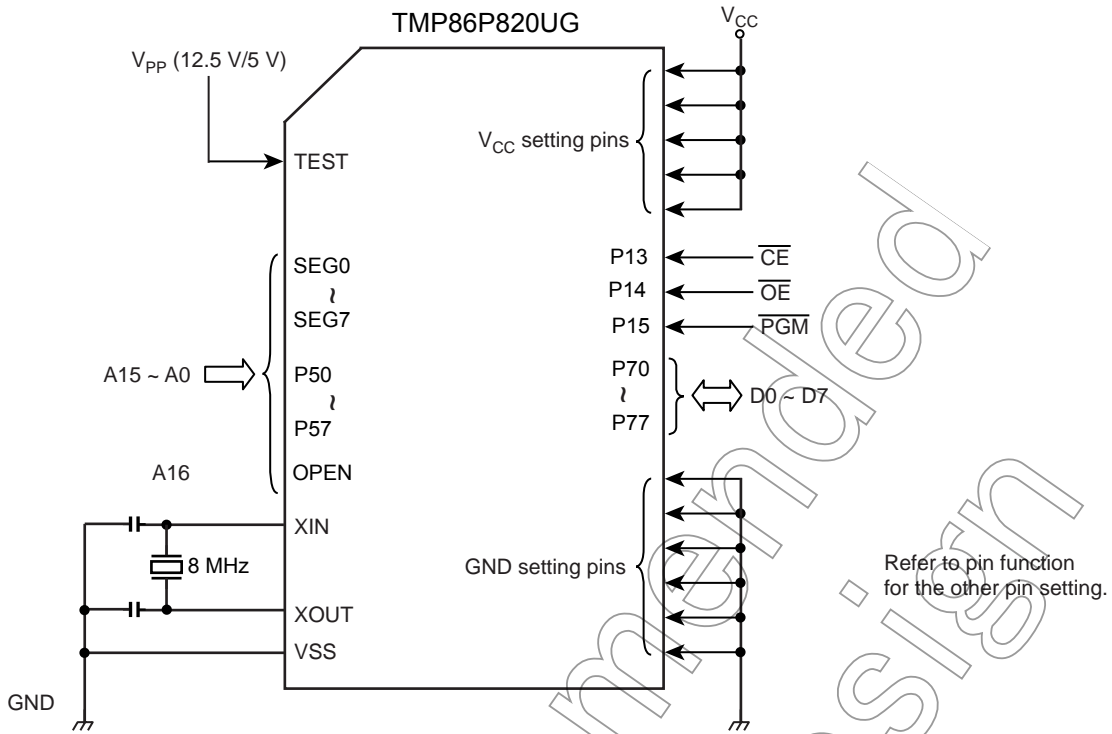 TMP86P820UG
VCC
VPP (12.5 V/5 V)
VCC setting pins
TEST
P13
CE
SEG0
P14
OE
~
SEG7
P15
PGM
A15 ~ A0
P50
~
P57
P70
~
P77
D0 ~ D7
A16
OPEN
XIN
8 MHz
GND setting pins
Refer to pin function
for the other pin setting.
XOUT
VSS
GND
mended
sign